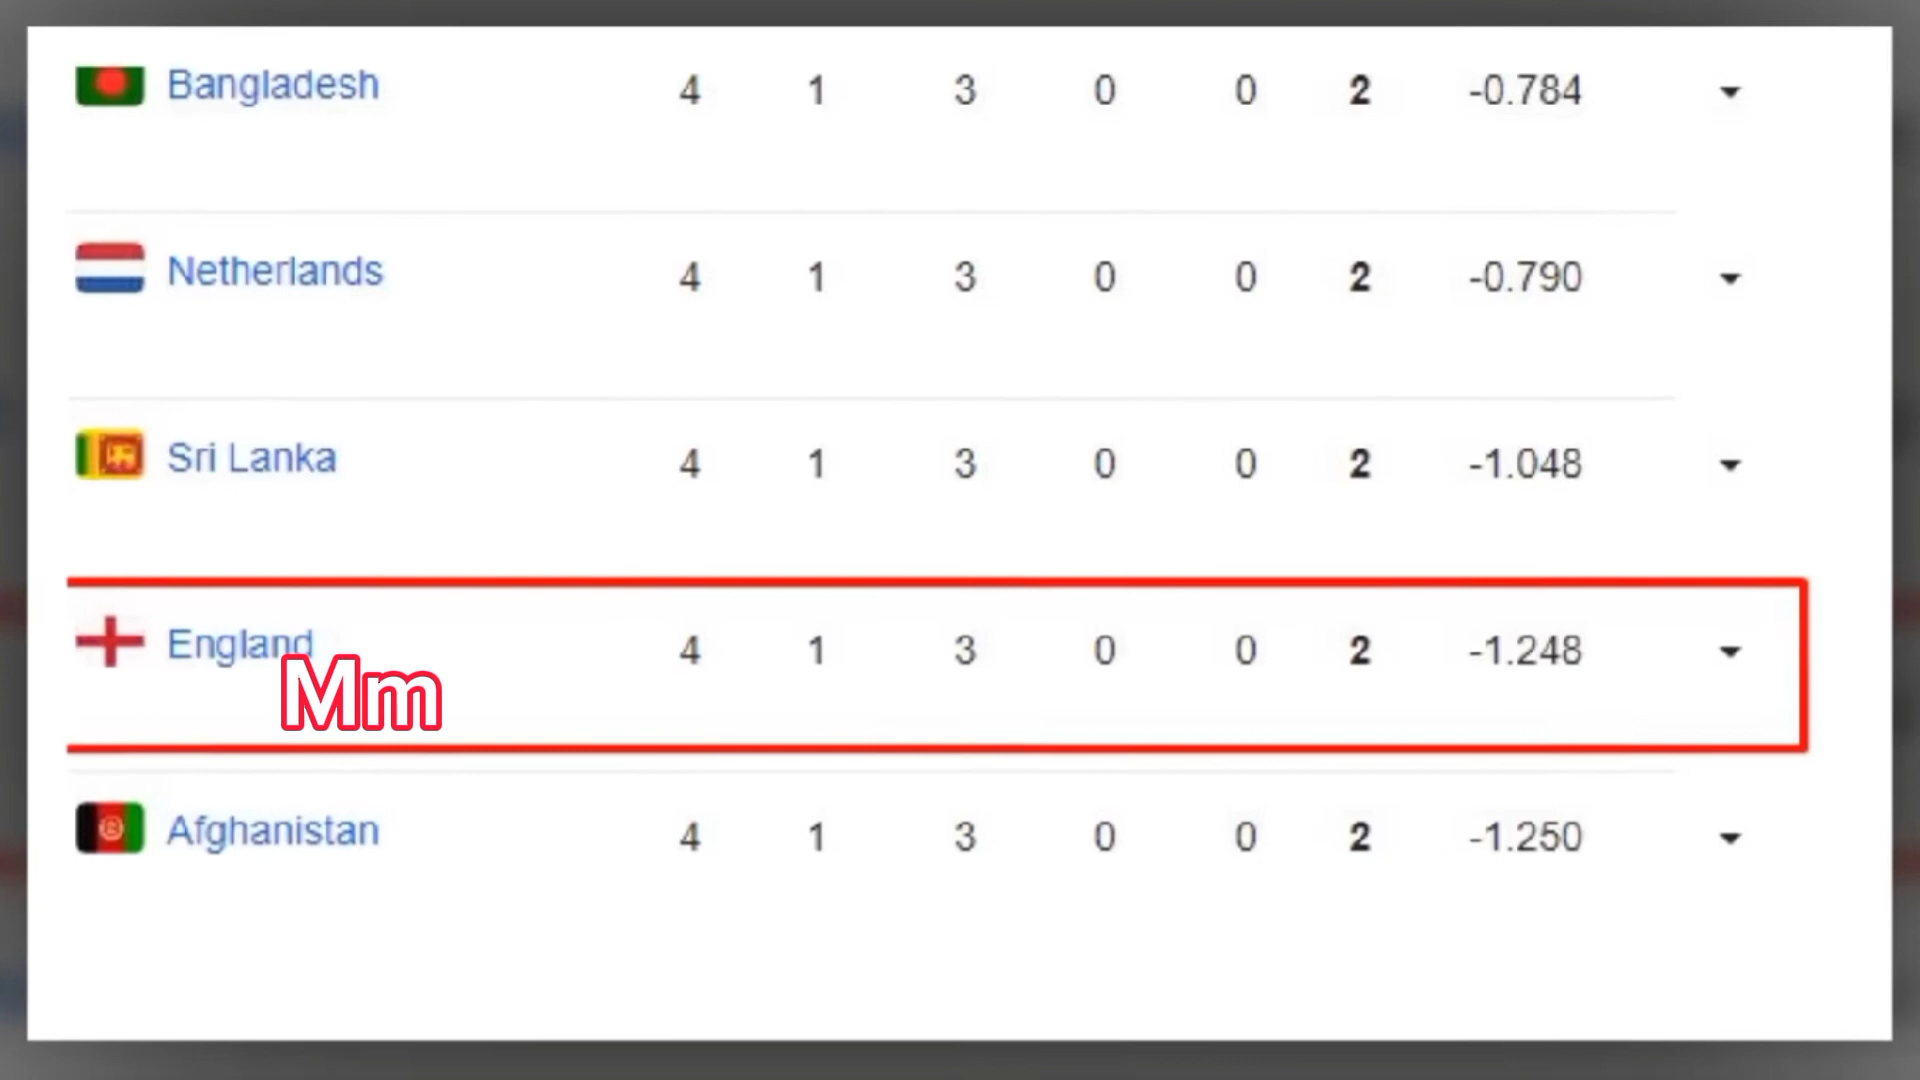 Bangladesh 4 1 3 0 0 2 -0.784
Netherlands 4 1 3 0 0 2 -0.790
Sri Lanka 4 1 3 0 0 2 -1.048
England 4 1 3 0 0 2 -1.248
Mm
Afghanistan 4 1 3 0 0 2 -1.250